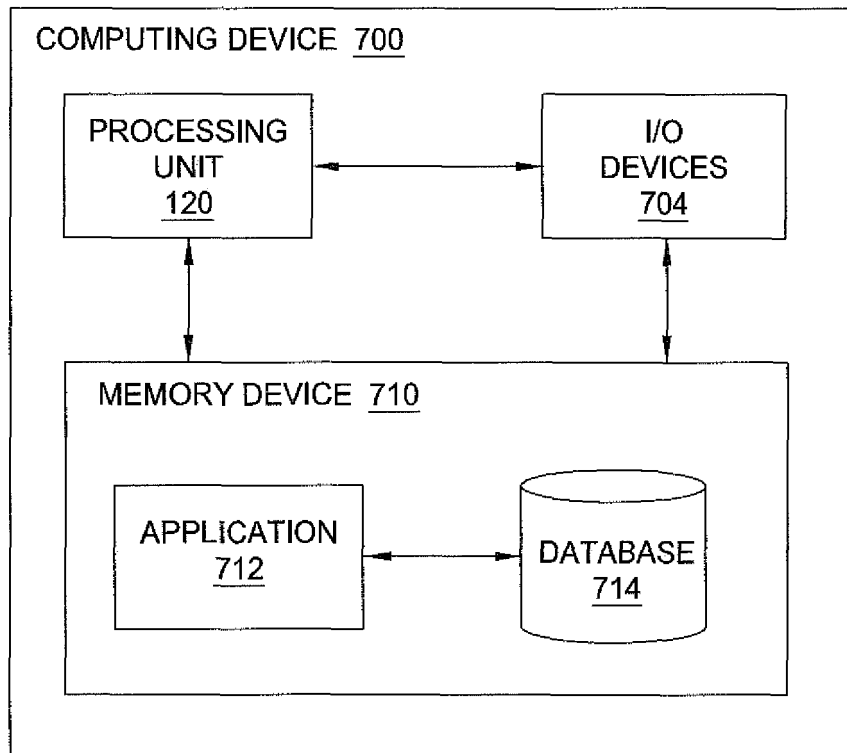 COMPUTING DEVICE 700
PROCESSING
UNIT
120
I/O
DEVICES
704
MEMORY DEVICE 710
APPLICATION
712
DATABASE
714